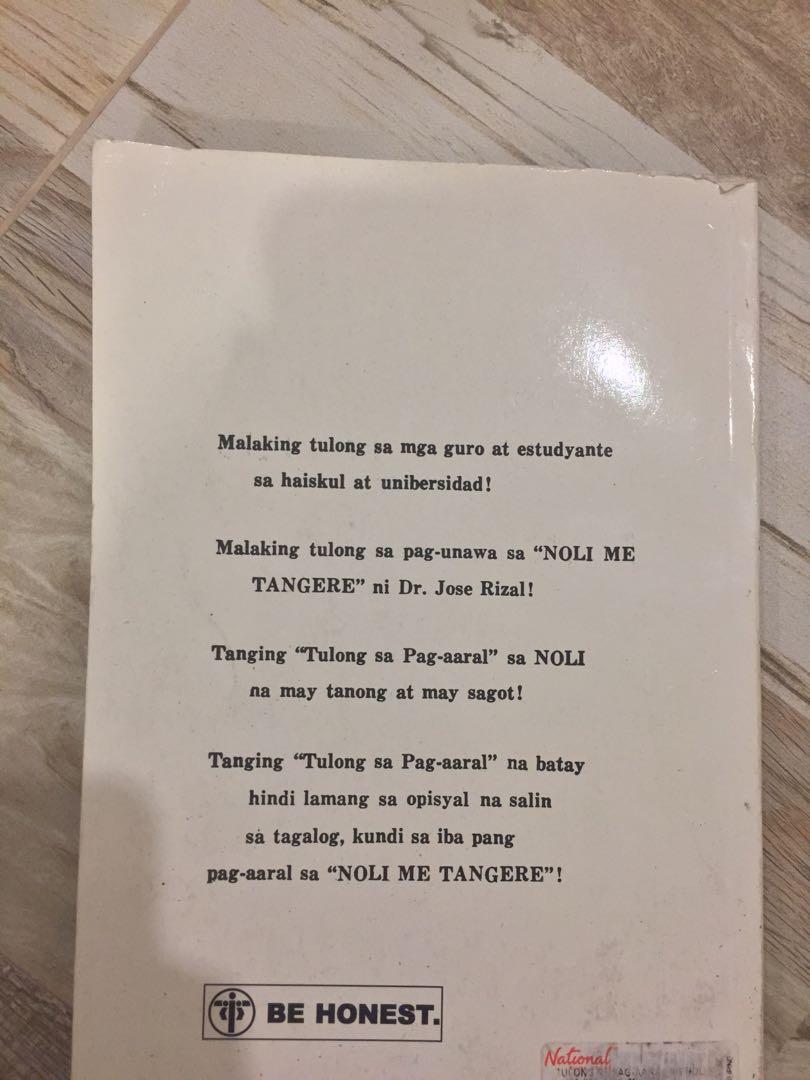 Malaking tulong sa mga guro at estudyante
sa haiskul at unibersidad!
Malaking tulong sa pag-unawa sa “NOLI ME
TANGERE” ni Dr. Jose Rizal!
Tanging “Tulong sa Pag-aaral” sa NOLI
na may tanong at may sagot!
Tanging “Tulong sa Pag-aaral” na batay
hindi lamang sa opisyal na salin
sa tagalog, kundi sa iba pang
pag-aaral sa “NOLI ME TANGERE”!
BE HONEST.
National